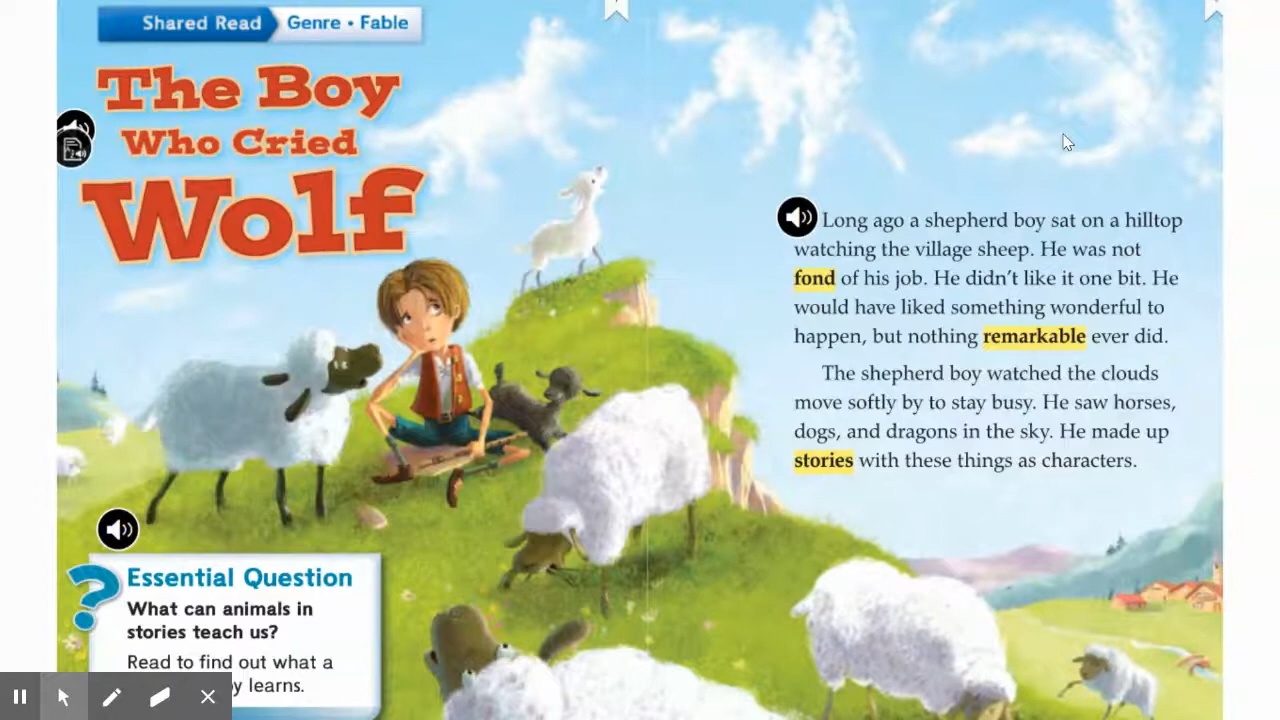 Shared Read
Genre • Fable
The Boy
Who Cried
Wolf
Long ago a shepherd boy sat on a hilltop
watching the village sheep. He was not
fond of his job. He didn't like it one bit. He
would have liked something wonderful to
happen, but nothing remarkable ever did.
The shepherd boy watched the clouds
move softly by to stay busy. He saw horses,
dogs, and dragons in the sky. He made up
stories with these things as characters.
?
Essential Question
What can animals in
stories teach us?
Read to find out what a
y learns.